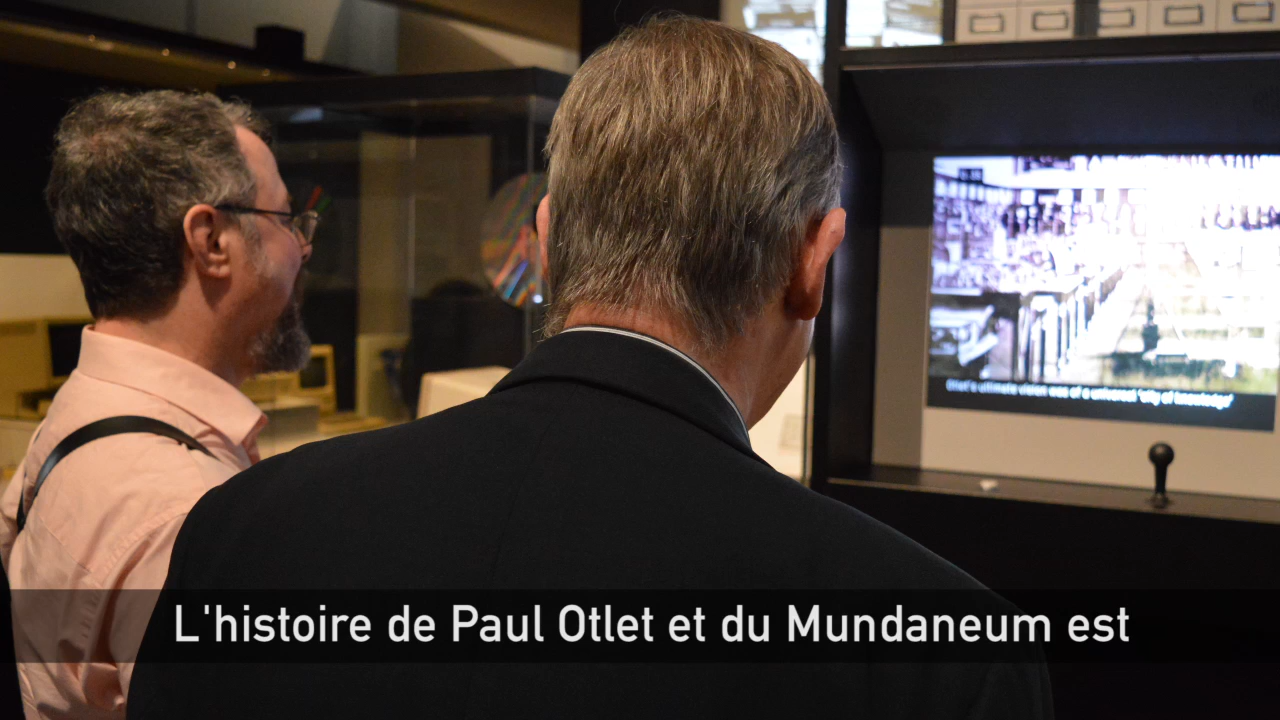 Otlet's ultimate vision was of a universal 'city of knowledge'
L'histoire de Paul Otlet et du Mundaneum est